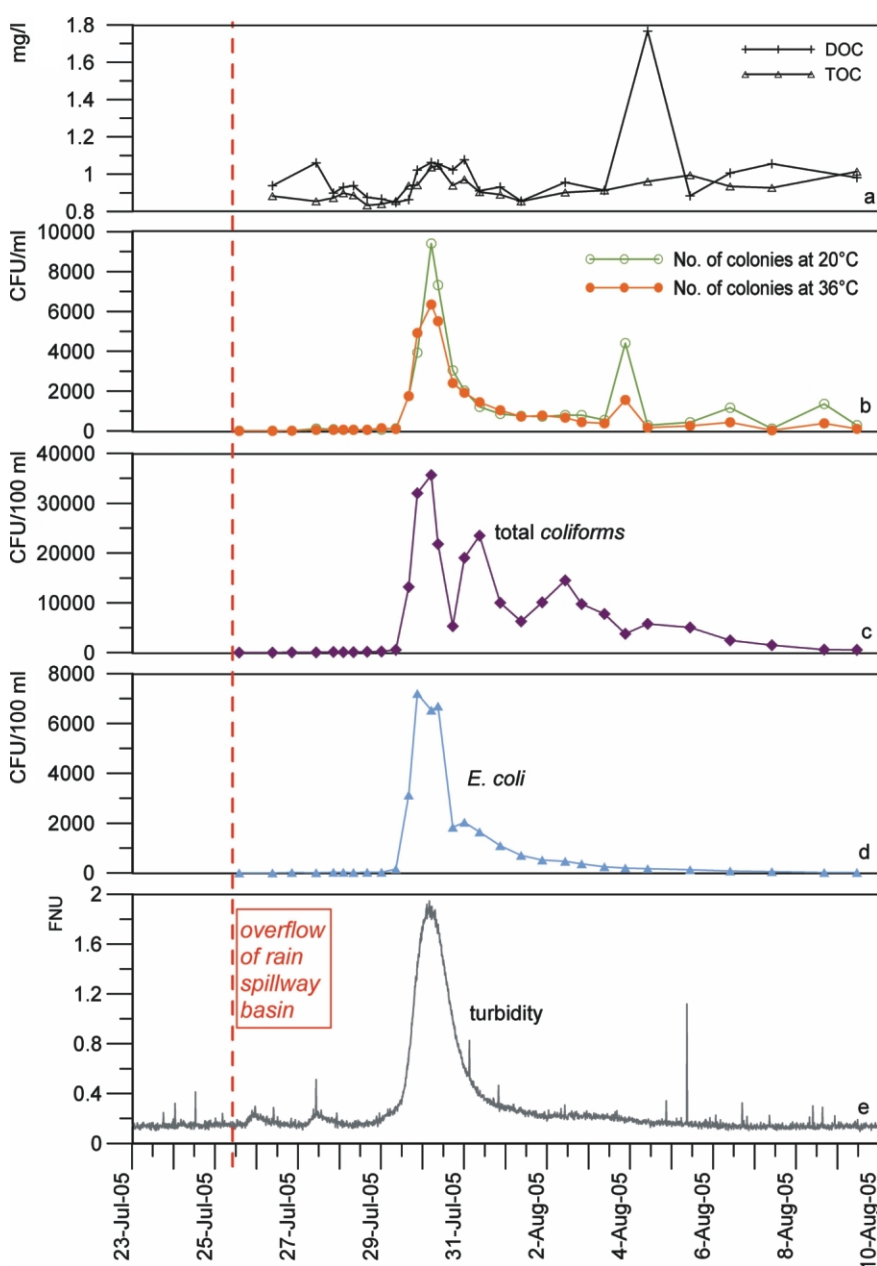 mg/l
1.8
1.6
1.4
1.2
1
0.8
DOC
TOC
a
CFU/ml
10000
8000
6000
4000
2000
0
No. of colonies at 20°C
No. of colonies at 36°C
b
CFU/100 ml
40000
30000
20000
10000
0
total coliforms
c
CFU/100 ml
8000
6000
4000
2000
0
E. coli
d
FNU
2
1.6
1.2
0.8
0.4
0
overflow
of rain
spillway
basin
turbidity
e
23-Jul-05
25-Jul-05
27-Jul-05
29-Jul-05
31-Jul-05
2-Aug-05
4-Aug-05
6-Aug-05
8-Aug-05
10-Aug-05